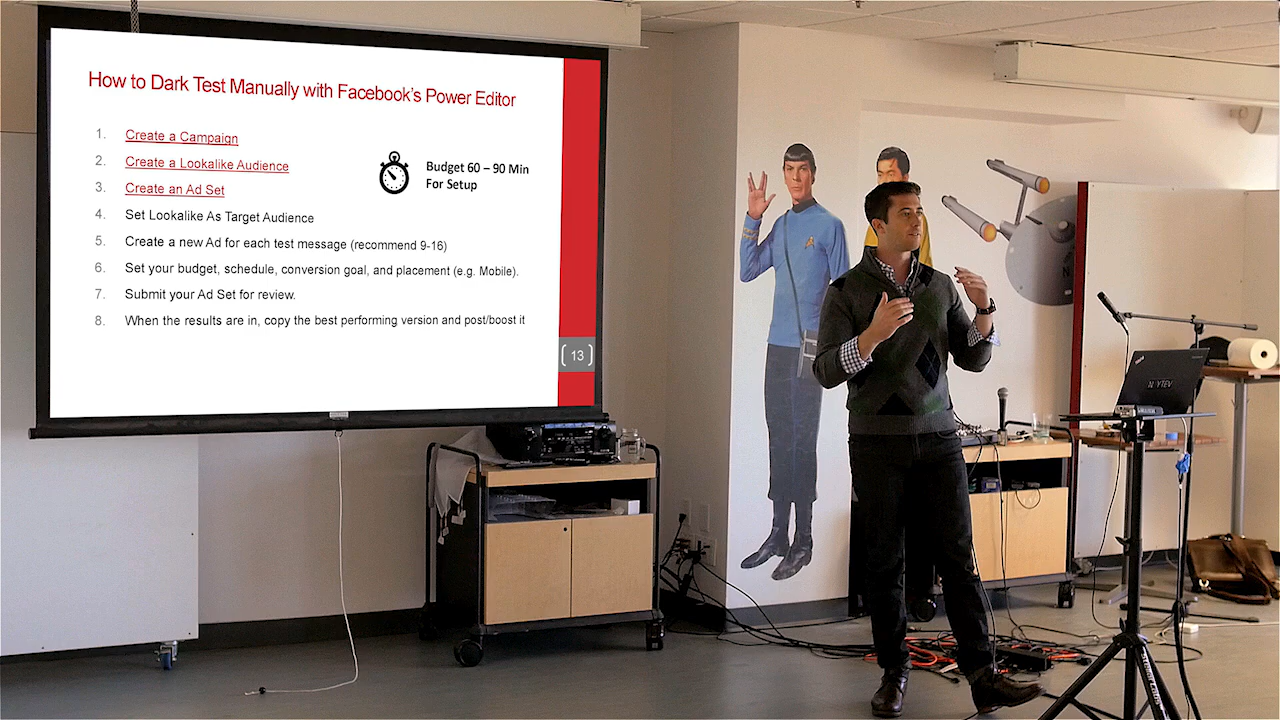 How to Dark Test Manually with Facebook's Power Editor
1. Create a Campaign
2. Create a Lookalike Audience
3. Create an Ad Set
4. Set Lookalike As Target Audience
5. Create a new Ad for each test message (recommend 9-16)
6. Set your budget, schedule, conversion goal, and placement (e.g. Mobile).
7. Submit your Ad Set for review.
8. When the results are in, copy the best performing version and post/boost it
Budget 60 – 90 Min
For Setup
13